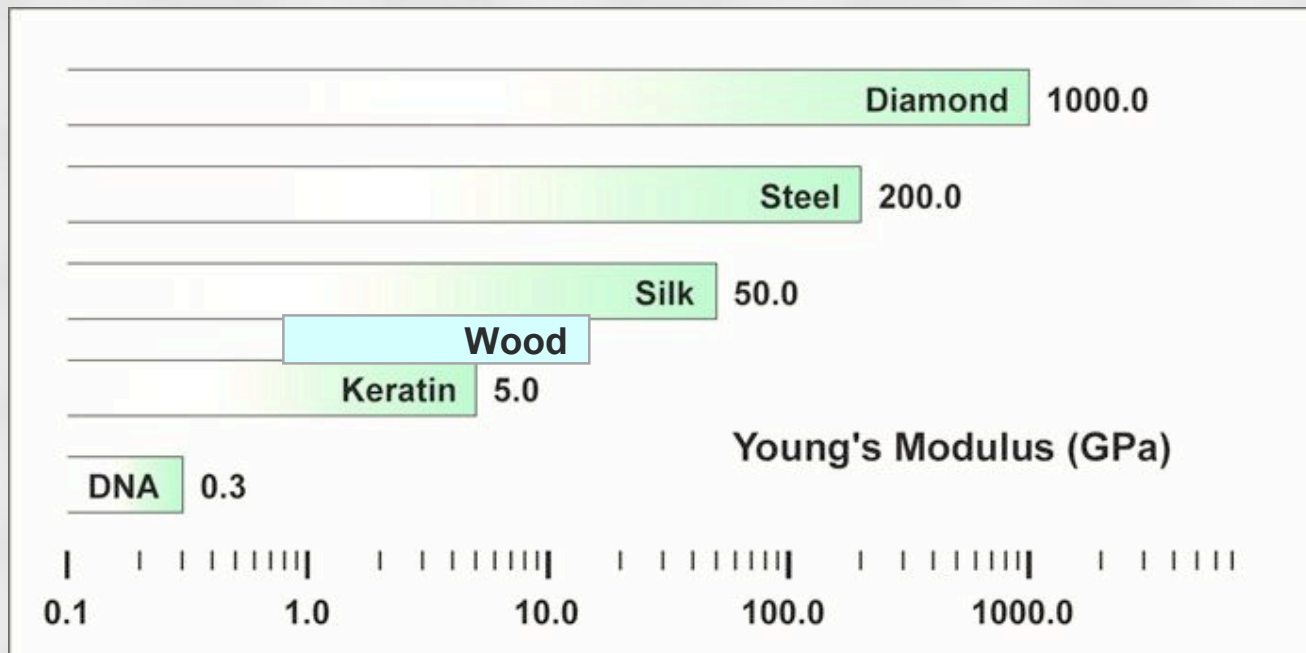 Diamond 1000.0
Steel 200.0
Silk 50.0
Wood
Keratin 5.0
Young's Modulus (GPa)
DNA 0.3
0.1 1.0 10.0 100.0 1000.0